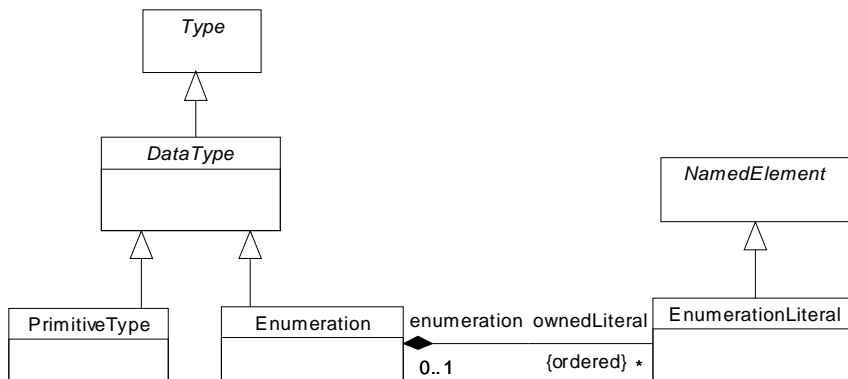 Type
DataType
NamedElement
PrimitiveType
Enumeration
enumeration ownedLiteral
EnumerationLiteral
0..1
{ordered} *